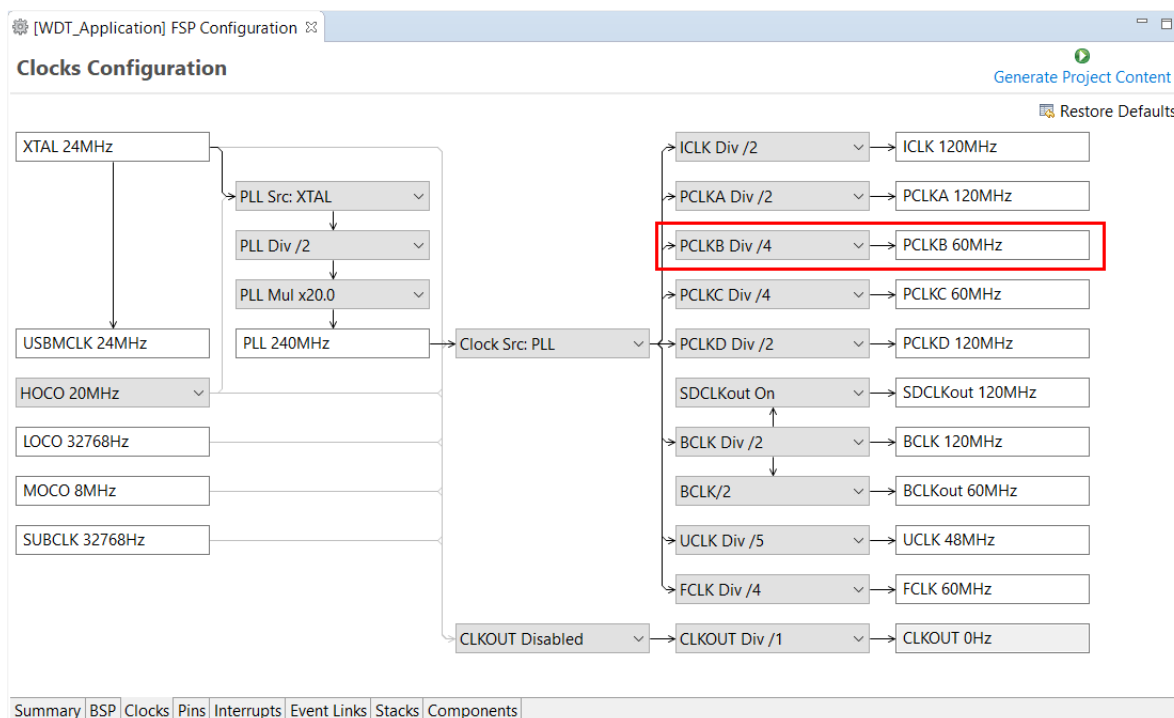 [WDT_Application] FSP Configuration
Clocks Configuration
Generate Project Content
Restore Defaults
XTAL 24MHz
ICLK Div /2
ICLK 120MHz
PLL Src: XTAL
PCLKA Div /2
PCLKA 120MHz
PLL Div /2
PCLKB Div /4
PCLKB 60MHz
PLL Mul x20.0
PCLKC Div /4
PCLKC 60MHz
USBMCLK 24MHz
PLL 240MHz
Clock Src: PLL
PCLKD Div /2
PCLKD 120MHz
HOCO 20MHz
SDCLKout On
SDCLKout 120MHz
LOCO 32768Hz
BCLK Div /2
BCLK 120MHz
MOCO 8MHz
BCLK/2
BCLKout 60MHz
SUBCLK 32768Hz
UCLK Div /5
UCLK 48MHz
FCLK Div /4
FCLK 60MHz
CLKOUT Disabled
CLKOUT Div /1
CLKOUT 0Hz
Summary BSP Clocks Pins Interrupts Event Links Stacks Components